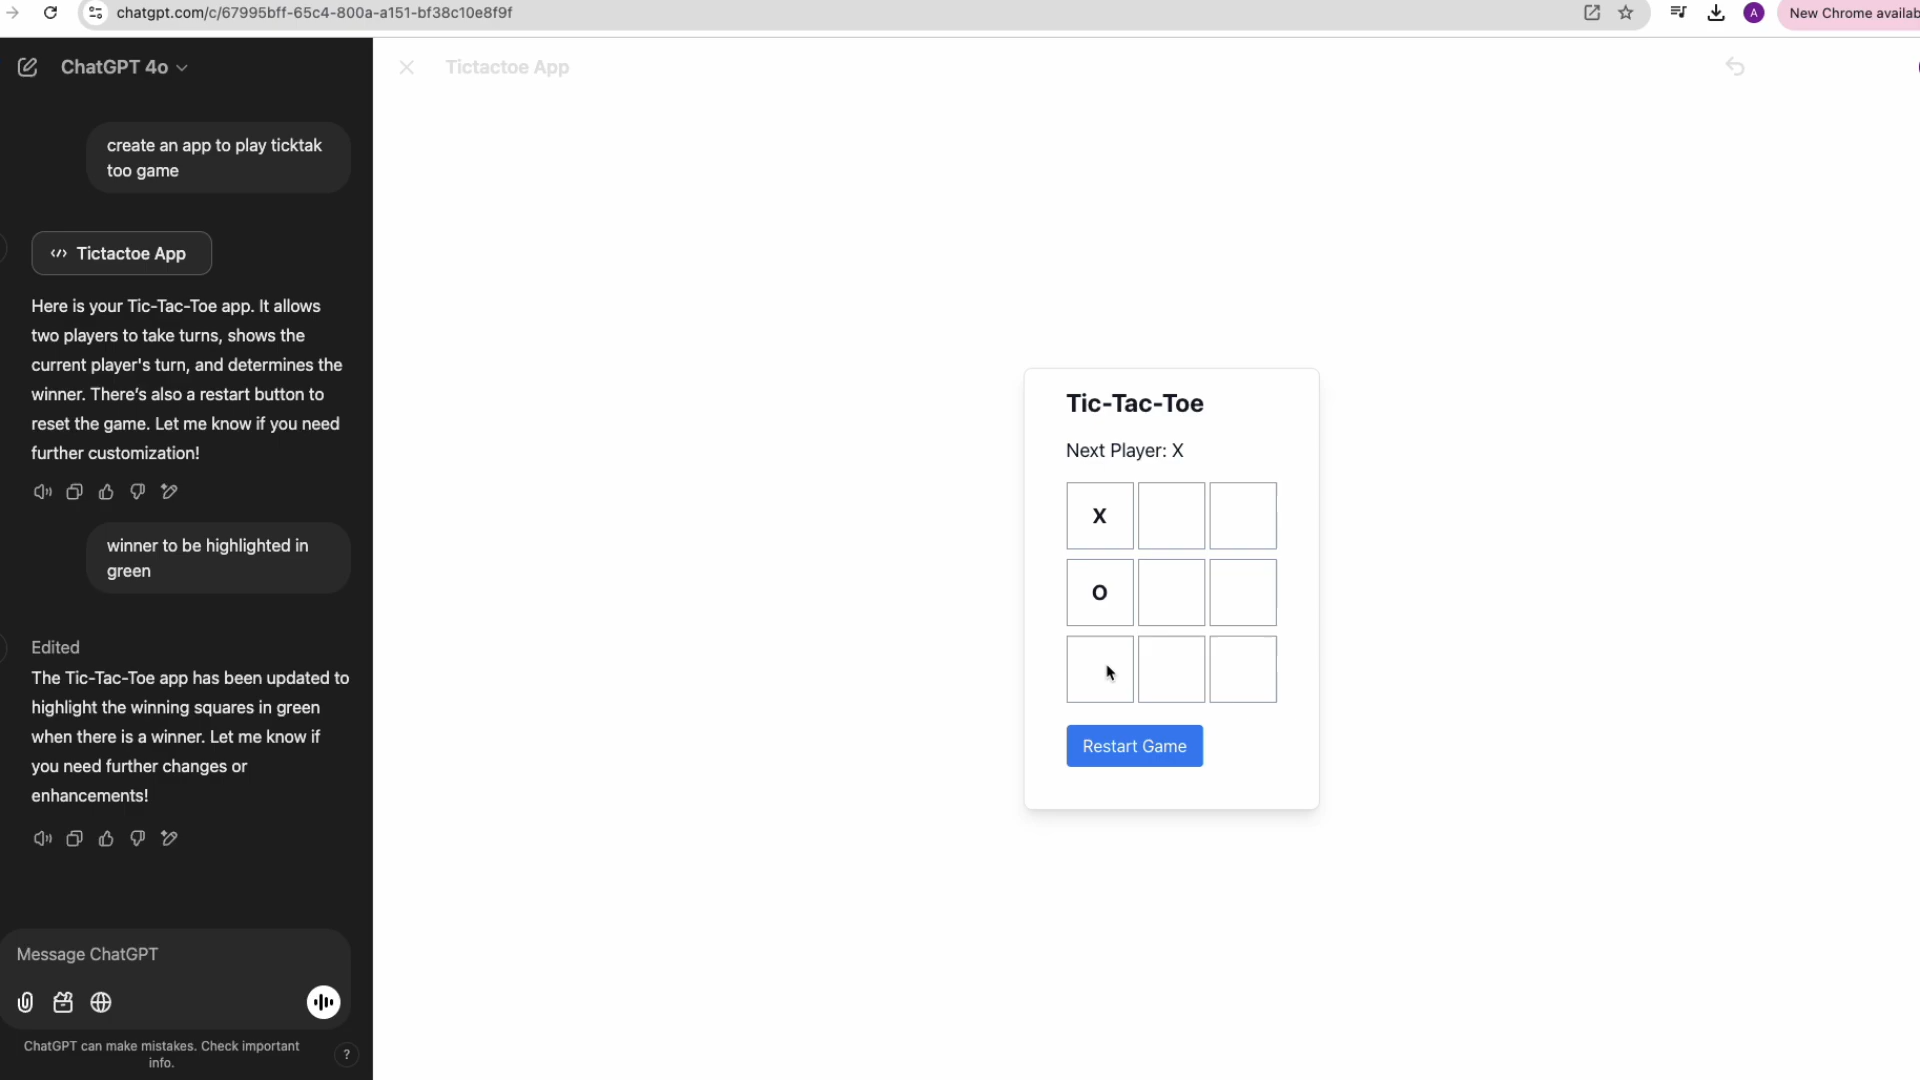 chatgpt.com/c/67995bff-65c4-800a-a151-bf38c10e8f9f
A
New Chrome availab
ChatGPT 4o
Tictactoe App
create an app to play ticktak
too game
Tictactoe App
Here is your Tic-Tac-Toe app. It allows
two players to take turns, shows the
current player's turn, and determines the
winner. There's also a restart button to
reset the game. Let me know if you need
further customization!
winner to be highlighted in
green
Edited
The Tic-Tac-Toe app has been updated to
highlight the winning squares in green
when there is a winner. Let me know if
you need further changes or
enhancements!
Message ChatGPT
ChatGPT can make mistakes. Check important
info.
?
Tic-Tac-Toe
Next Player: X
X
O
Restart Game